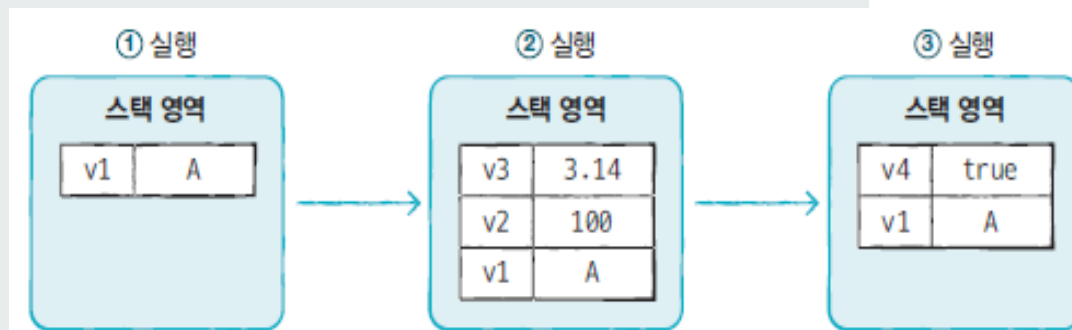 ① 실행
② 실행
③ 실행
스택 영역
v1 A
스택 영역
v3 3.14
v2 100
v1 A
스택 영역
v4 true
v1 A